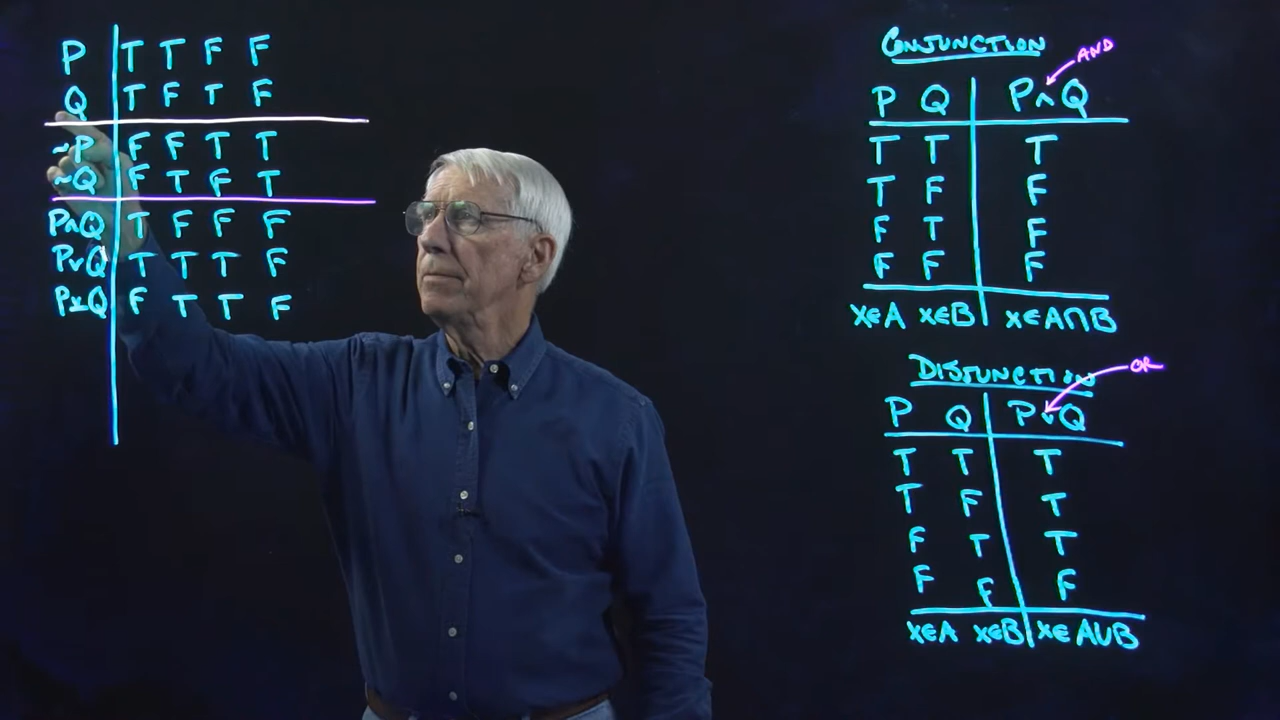 P T T F F
Q T F T F
~P F F T T
~Q F T F T
P∧Q T F F F
P∨Q T T T F
P⊻Q F T T F
CONJUNCTION
AND
P Q P∧Q
T T T
T F F
F T F
F F F
x∈A x∈B x∈A∩B
DISJUNCTION
OR
P Q P∨Q
T T T
T F T
F T T
F F F
x∈A x∈B x∈A∪B